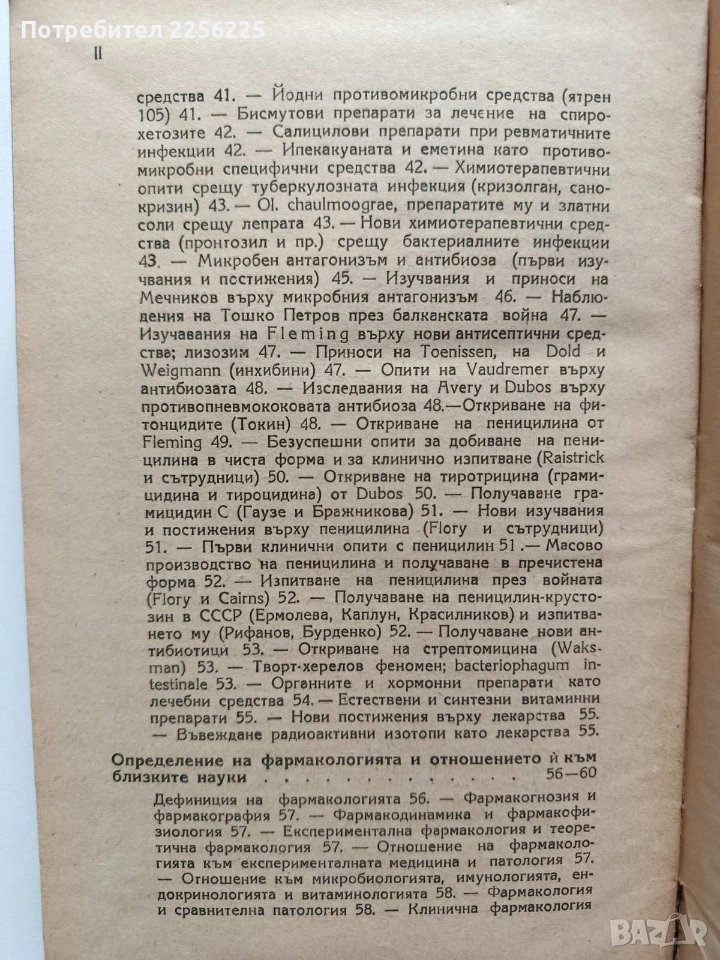 Потребител 2256225
II
средства 41. — Йодни противомикробни средства (ятрен
105) 41. — Бисмутови препарати за лечение на спиро-
хетозите 42. — Салицилови препарати при ревматичните
инфекции 42. — Ипекакуаната и еметина като противо-
микробни специфични средства 42. — Химиотерапевтични
опити срещу туберкулозната инфекция (кризолган, сано-
кризин) 43. — Ol. chaulmoograe, препаратите му и златни
соли срещу лепрата 43. — Нови химиотерапевтични сред-
ства (пронтозил и пр.) срещу бактериалните инфекции
43. — Микробен антагонизъм и антибиоза (първи изу-
чвания и постижения) 45. — Изучвания и приноси на
Мечников върху микробния антагонизъм 46. — Наблю-
дения на Тошко Петров през балканската война 47. —
Изучавания на Fleming върху нови антисептични сред-
ства; лизозим 47. — Приноси на Toenissen, на Dold и
Weigmann (инхибини) 47. — Опити на Vaudremer върху
антибиозата 48. — Изследвания на Avery и Dubos върху
противопневмококовата антибиоза 48.—Откриване на фи-
тонцидите (Токин) 48. — Откриване на пеницилина от
Fleming 49. — Безуспешни опити за добиване на пени-
цилина в чиста форма и за клинично изпитване (Raistrick
и сътрудници) 50. — Откриване на тиротрицина (грами-
цидина и тироцидина) от Dubos 50. — Получаване гра-
мицидин С (Гаузе и Бражникова) 51. — Нови изучвания
и постижения върху пеницилина (Flory и сътрудници)
51. — Първи клинични опити с пеницилин 51.— Масово
производство на пеницилина и получаване в пречистена
форма 52. — Изпитване на пеницилина през войната
(Flory и Cairns) 52. — Получаване на пеницилин-крусто-
зин в СССР (Ермолева, Каплун, Красилников) и изпитва-
нето му (Рифанов, Бурденко) 52. — Получаване нови ан-
тибиотици 53. — Откриване на стрептомицина (Waks-
man) 53. — Творт-херелов феномен; bacteriophagum in-
testinale 53. — Органните и хормонни препарати като
лечебни средства 54. — Естествени и синтезни витаминни
препарати 55. — Нови постижения върху лекарства 55.
— Въвеждане радиоактивни изотопи като лекарства 55.
Определение на фармакологията и отношението ѝ към
близките науки . . . . . . . . . . . . . 56—60
Дефиниция на фармакологията 56. — Фармакогнозия и
фармакография 57. — Фармакодинамика и фармакофи-
зиология 57. — Експериментална фармакология и теоре-
тична фармакология 57. — Отношение на фармаколо-
гията към експерименталната медицина и патология 57.
— Отношение към микробиологията, имунологията, ен-
докринологията и витаминологията 58. — Фармакология
и сравнителна патология 58. — Клинична фармакология
BAZAR